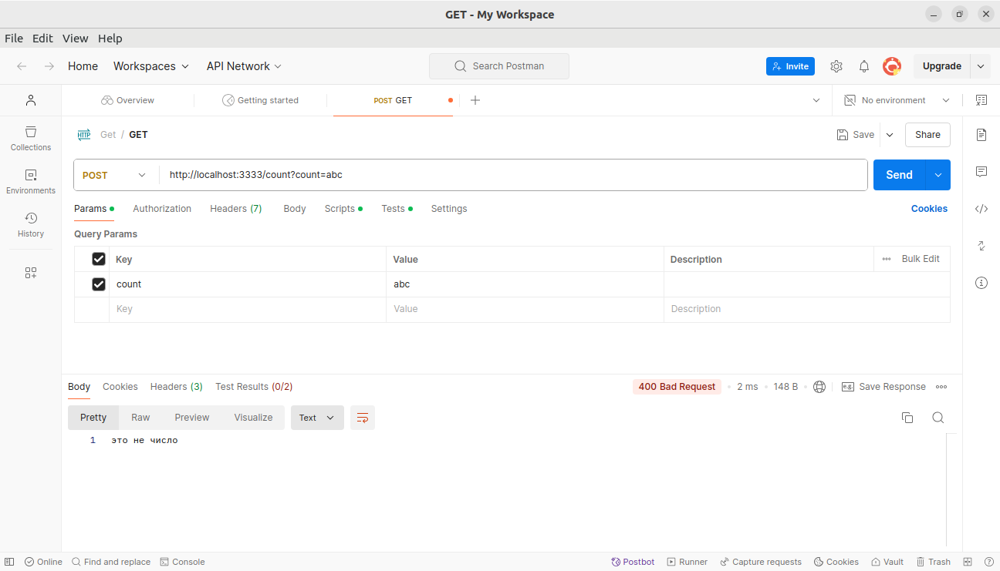 GET - My Workspace
File Edit View Help
Home Workspaces API Network Search Postman Invite Upgrade
Overview Getting started POST GET No environment
Get / GET Save Share
POST http://localhost:3333/count?count=abc Send
Params Authorization Headers (7) Body Scripts Tests Settings Cookies
Query Params
Key Value Description Bulk Edit
count abc
Key Value Description
Collections
Environments
History
Body Cookies Headers (3) Test Results (0/2) 400 Bad Request 2 ms 148 B e.g. Save Response
Pretty Raw Preview Visualize Text
1 это не число
Online Find and replace Console Postbot Runner Capture requests Cookies Vault Trash